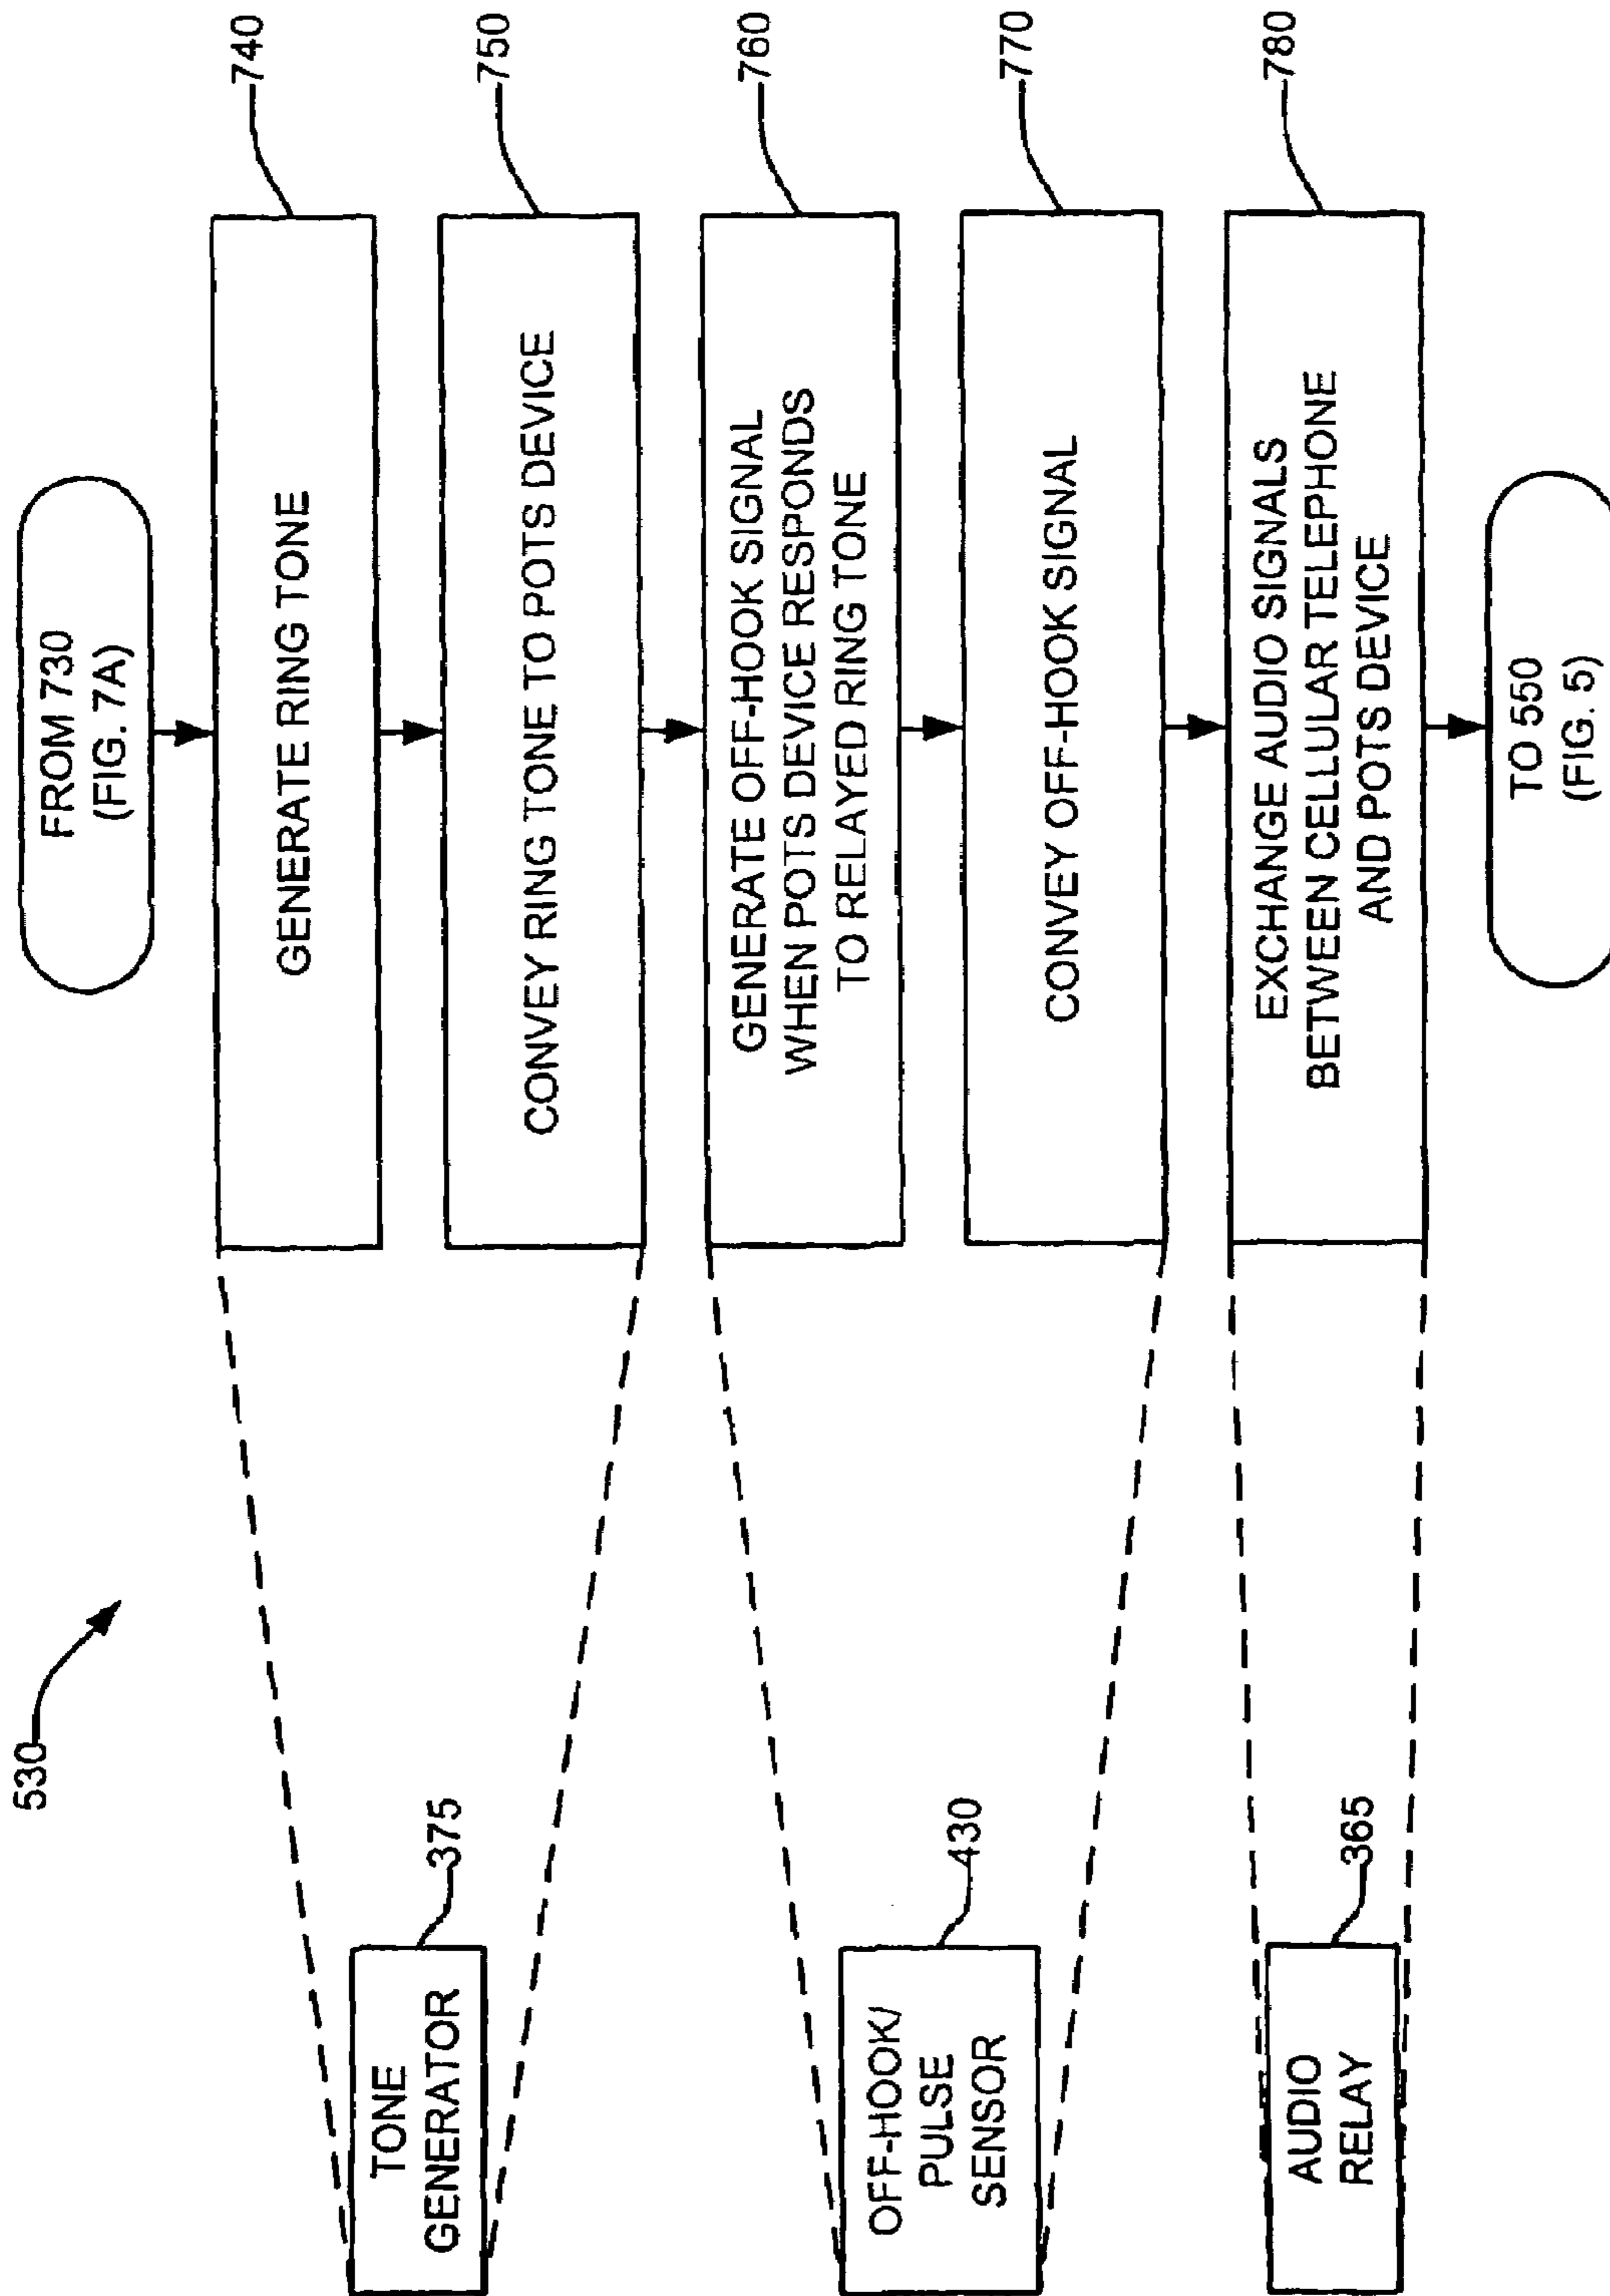 530
FROM 730
(FIG. 7A)
GENERATE RING TONE
740
CONVEY RING TONE TO POTS DEVICE
750
TONE
GENERATOR
375
GENERATE OFF-HOOK SIGNAL
WHEN POTS DEVICE RESPONDS
TO RELAYED RING TONE
760
CONVEY OFF-HOOK SIGNAL
770
OFF-HOOK/
PULSE
SENSOR
430
EXCHANGE AUDIO SIGNALS
BETWEEN CELLULAR TELEPHONE
AND POTS DEVICE
780
AUDIO
RELAY
365
TO 550
(FIG. 5)